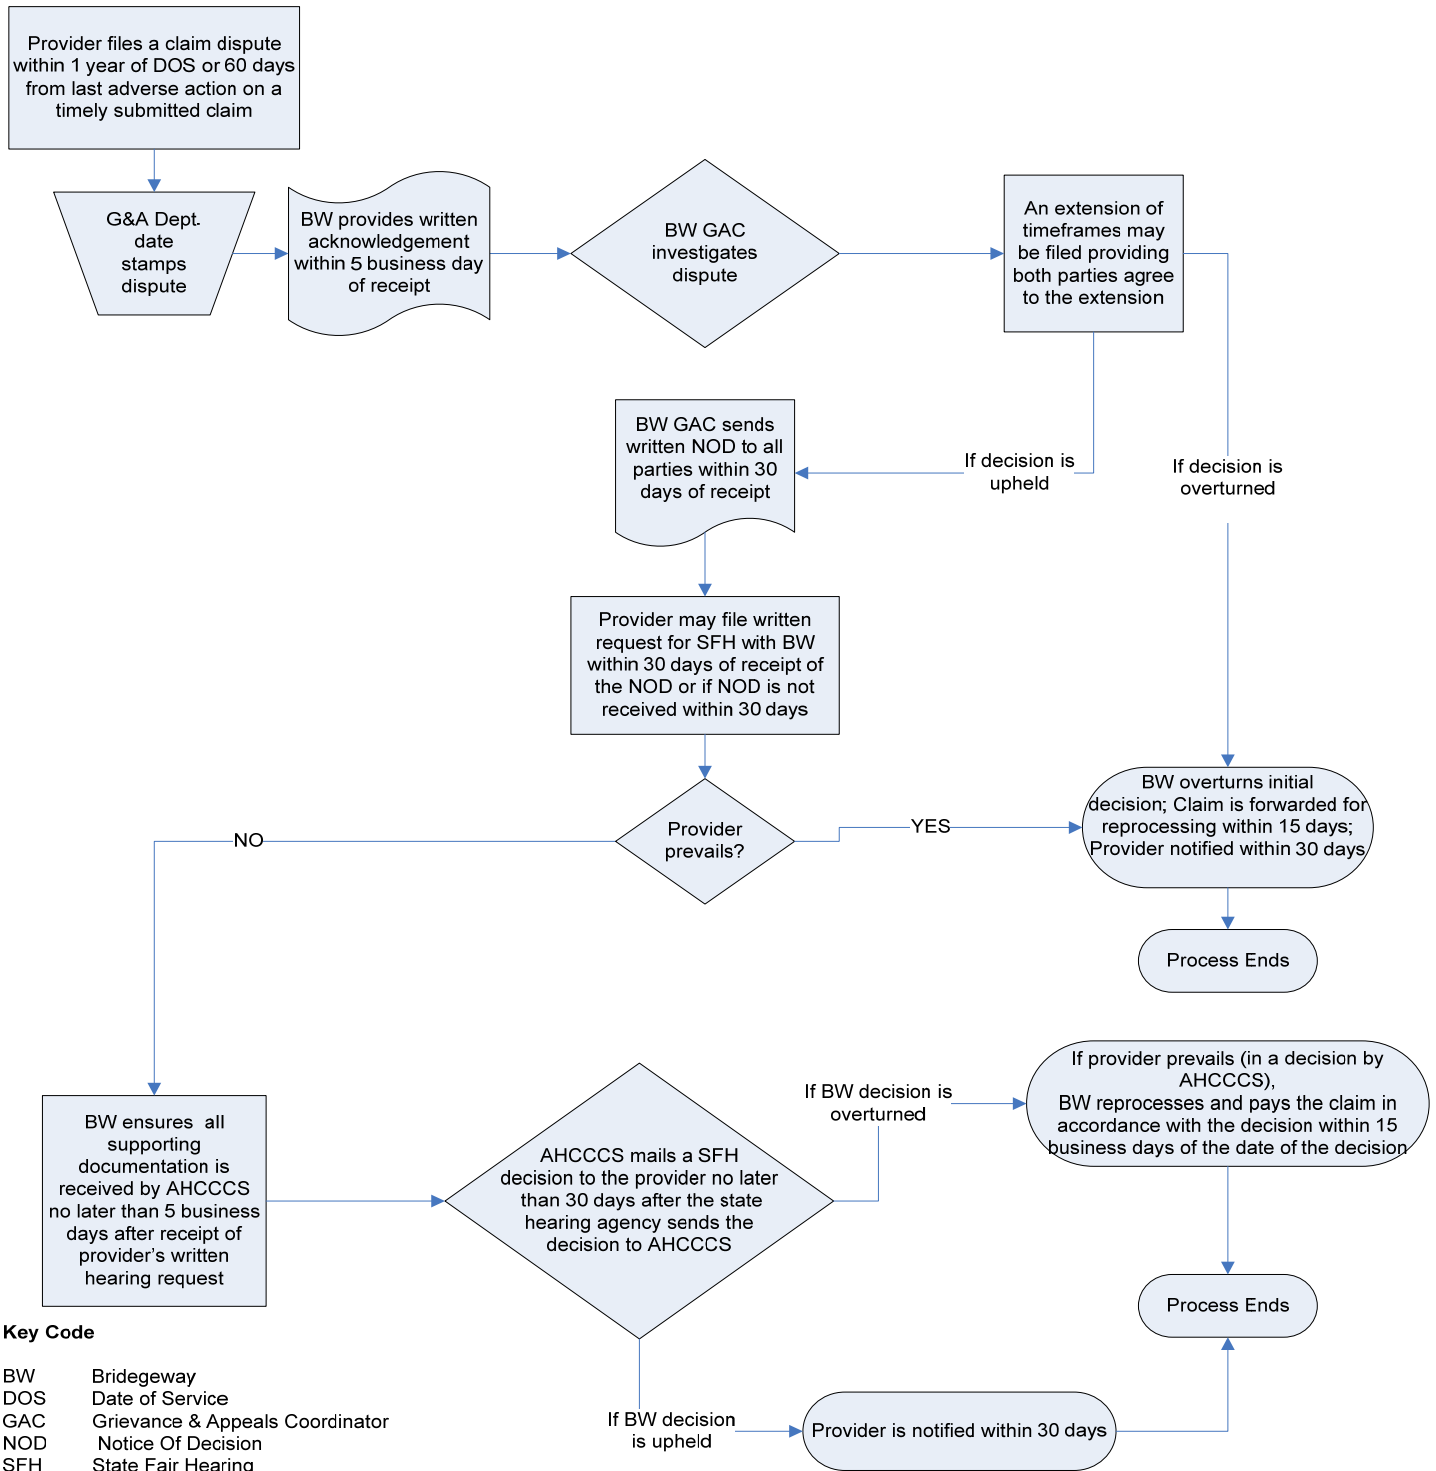 Provider files a claim dispute
within 1 year of DOS or 60 days
from last adverse action on a
timely submitted claim
G&A Dept.
date
stamps
dispute
BW provides written
acknowledgement
within 5 business day
of receipt
BW GAC
investigates
dispute
An extension of
timeframes may
be filed providing
both parties agree
to the extension
BW GAC sends
written NOD to all
parties within 30
days of receipt
If decision is
upheld
If decision is
overturned
Provider may file written
request for SFH with BW
within 30 days of receipt of
the NOD or if NOD is not
received within 30 days
Provider
prevails?
NO
YES
BW overturns initial
decision; Claim is forwarded for
reprocessing within 15 days;
Provider notified within 30 days
Process Ends
BW ensures all
supporting
documentation is
received by AHCCCS
no later than 5 business
days after receipt of
provider's written
hearing request
AHCCCS mails a SFH
decision to the provider no later
than 30 days after the state
hearing agency sends the
decision to AHCCCS
If BW decision is
overturned
If provider prevails (in a decision by
AHCCCS),
BW reprocesses and pays the claim in
accordance with the decision within 15
business days of the date of the decision
Process Ends
If BW decision
is upheld
Provider is notified within 30 days
Key Code
BW Bridegeway
DOS Date of Service
GAC Grievance & Appeals Coordinator
NOD Notice Of Decision
SFH State Fair Hearing